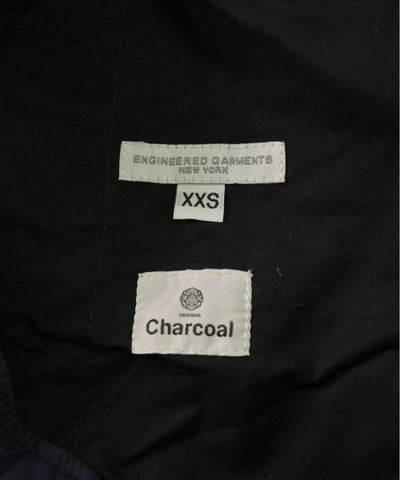 ENGINEERED GARMENTS
NEW YORK
XXS
ORIGINAL
Charcoal